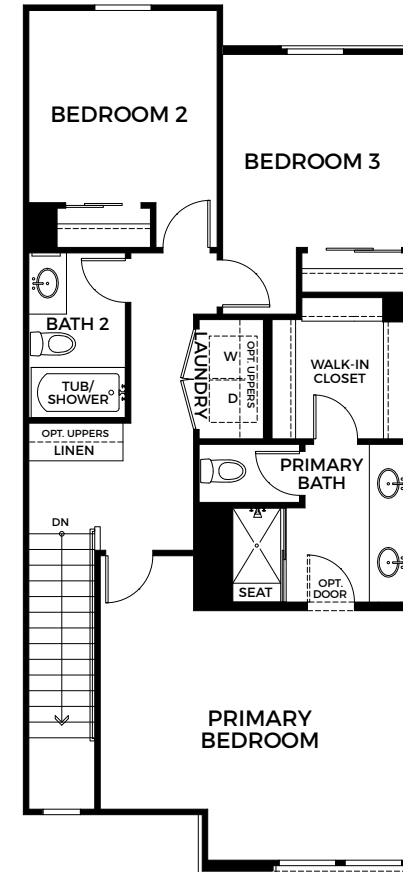 BEDROOM 2
BEDROOM 3
BATH 2
TUB/
SHOWER
LAUNDRY
W
D
OPT. UPPERS
WALK-IN
CLOSET
OPT. UPPERS
LINEN
PRIMARY
BATH
DN
SEAT
OPT.
DOOR
PRIMARY
BEDROOM